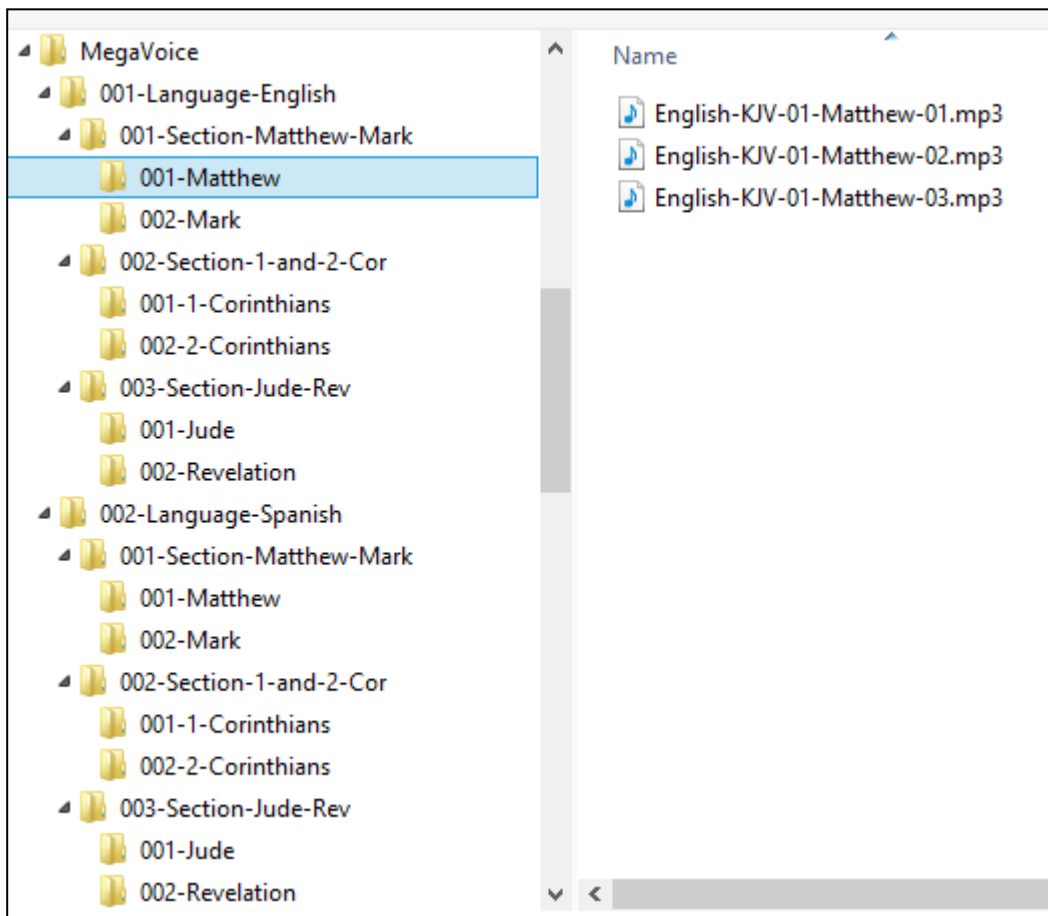 MegaVoice
001-Language-English
001-Section-Matthew-Mark
001-Matthew
002-Mark
002-Section-1-and-2-Cor
001-1-Corinthians
002-2-Corinthians
003-Section-Jude-Rev
001-Jude
002-Revelation
002-Language-Spanish
001-Section-Matthew-Mark
001-Matthew
002-Mark
002-Section-1-and-2-Cor
001-1-Corinthians
002-2-Corinthians
003-Section-Jude-Rev
001-Jude
002-Revelation
Name
English-KJV-01-Matthew-01.mp3
English-KJV-01-Matthew-02.mp3
English-KJV-01-Matthew-03.mp3